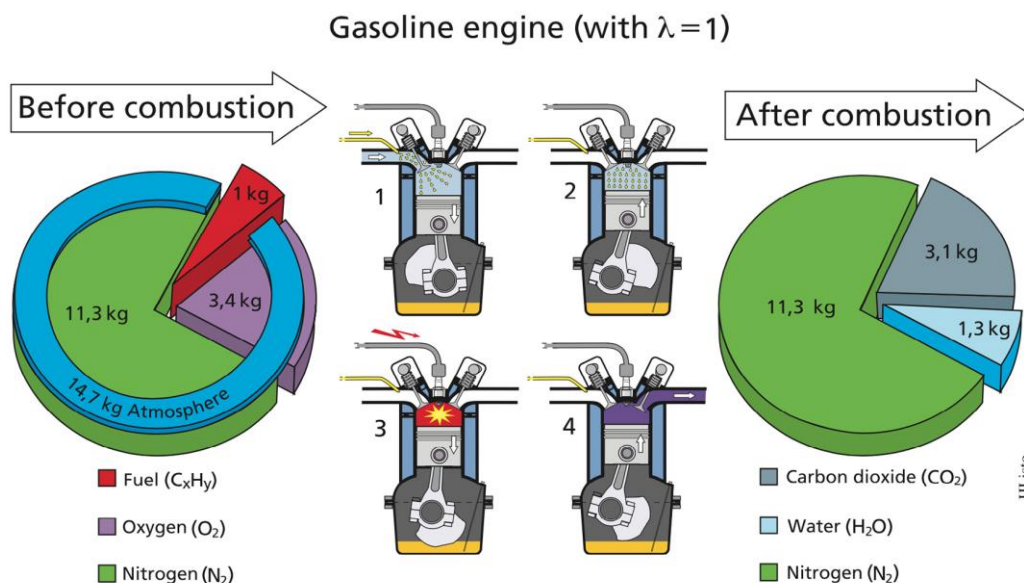 Gasoline engine (with λ=1)
Before combustion
After combustion
1 kg
3,4 kg
11,3 kg
14,7 kg Atmosphere
1
2
3
4
3,1 kg
1,3 kg
11,3 kg
Fuel (CₓHᵧ)
Oxygen (O₂)
Nitrogen (N₂)
Carbon dioxide (CO₂)
Water (H₂O)
Nitrogen (N₂)